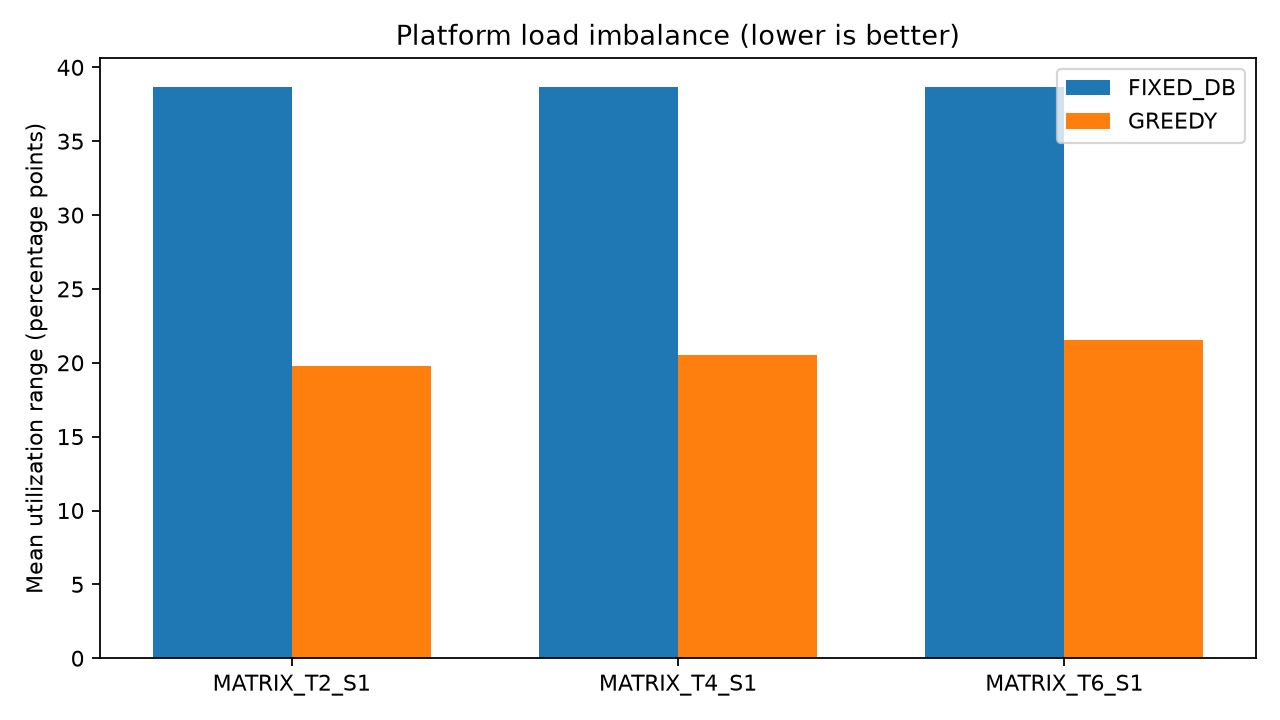 Platform load imbalance (lower is better)
Mean utilization range (percentage points)
40
35
30
25
20
15
10
5
0
FIXED_DB
GREEDY
MATRIX_T2_S1
MATRIX_T4_S1
MATRIX_T6_S1